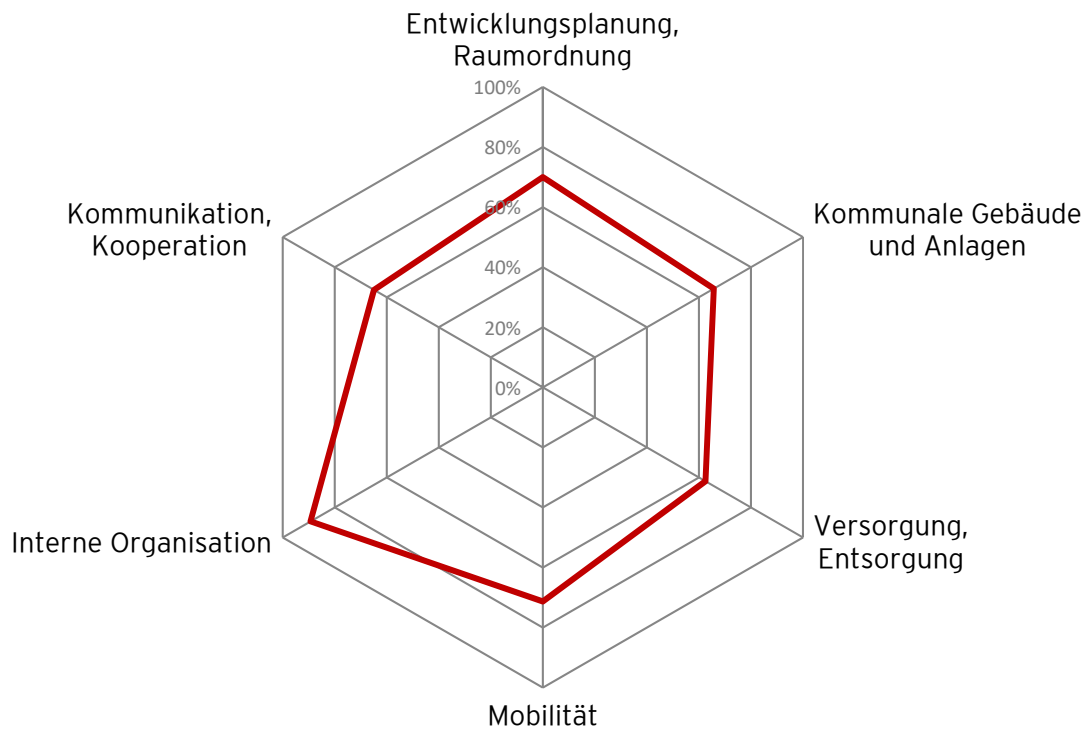 Entwicklungsplanung,
Raumordnung
100%
80%
60%
40%
20%
0%
Kommunale Gebäude
und Anlagen
Versorgung,
Entsorgung
Mobilität
Interne Organisation
Kommunikation,
Kooperation